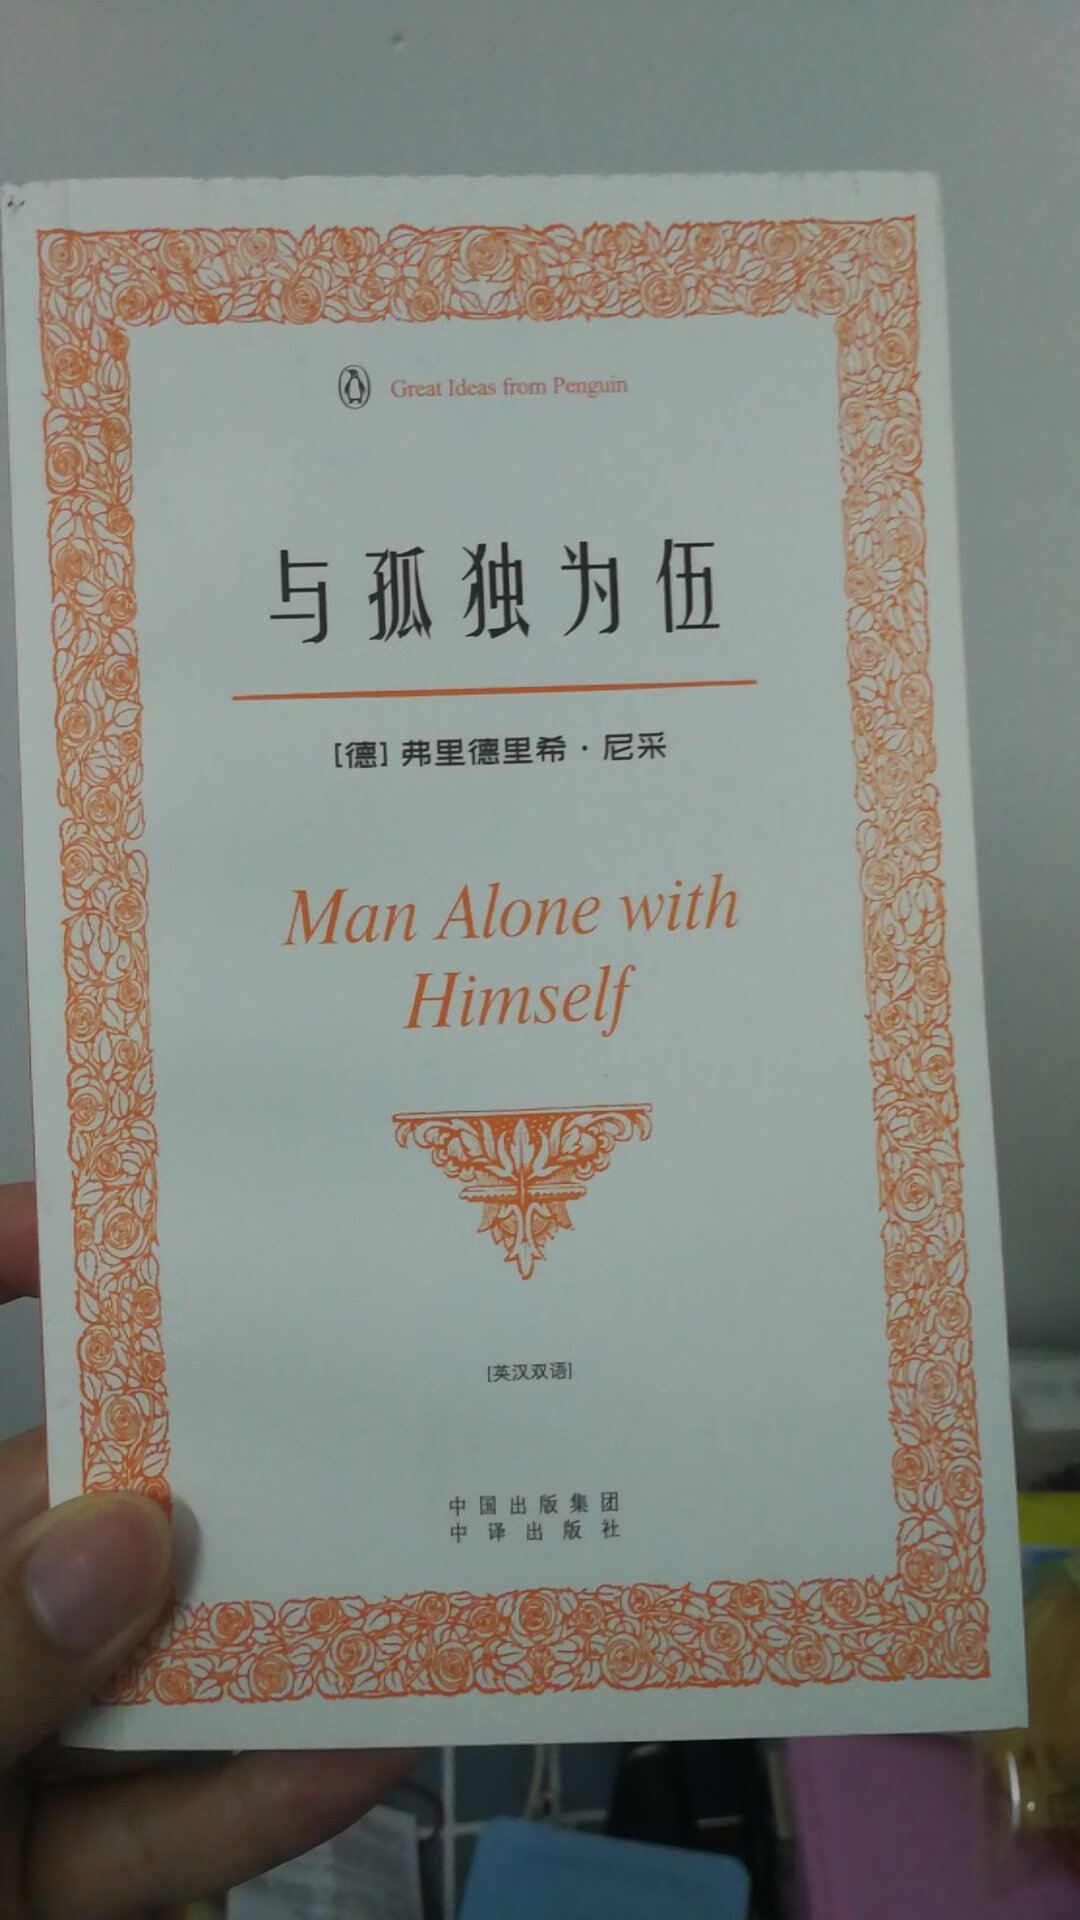 Great Ideas from Penguin
与孤独为伍
[德] 弗里德里希·尼采
Man Alone with
Himself
[英汉双语]
中国出版集团
中译出版社